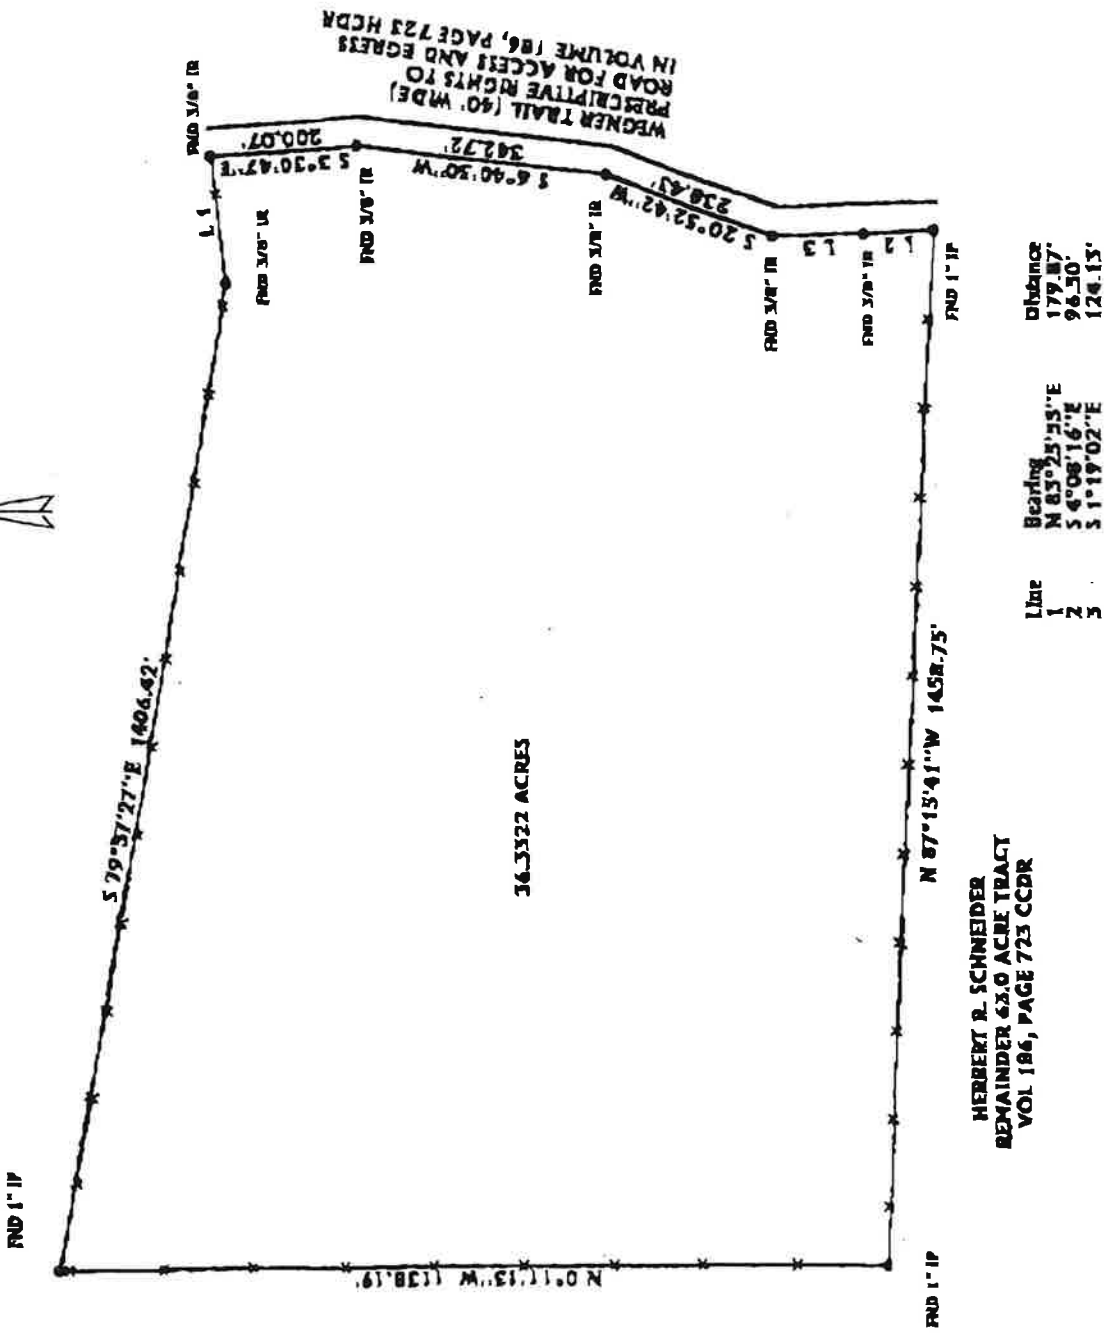 FND 1" IP
S 79°37'27"E 1406.42'
L 1
FND 3/8" IR
FND 3/8" IR
S 3°30'47"E
200.07'
FND 3/8" IR
S 6°40'30"W
342.72'
FND 3/8" IR
S 20°52'42"W
238.43'
FND 3/8" IR
L 3
FND 3/8" IR
L 2
FND 1" IP
WEGNER TRAIL (40' WIDE)
PRESCRIPTIVE RIGHTS TO
ROAD FOR ACCESS AND EGRESS
IN VOLUME 186, PAGE 723 HCDR
36.3322 ACRES
N 87°15'41"W 1458.75'
FND 1" IP
N 0°11'13"W 1138.19'
HERBERT R. SCHNEIDER
REMAINDER 63.0 ACRE TRACT
VOL 186, PAGE 723 CCDR
Line Bearing Distance
1 N 83°25'53"E 179.87'
2 S 4°08'16"E 96.30'
3 S 1°19'02"E 124.13'